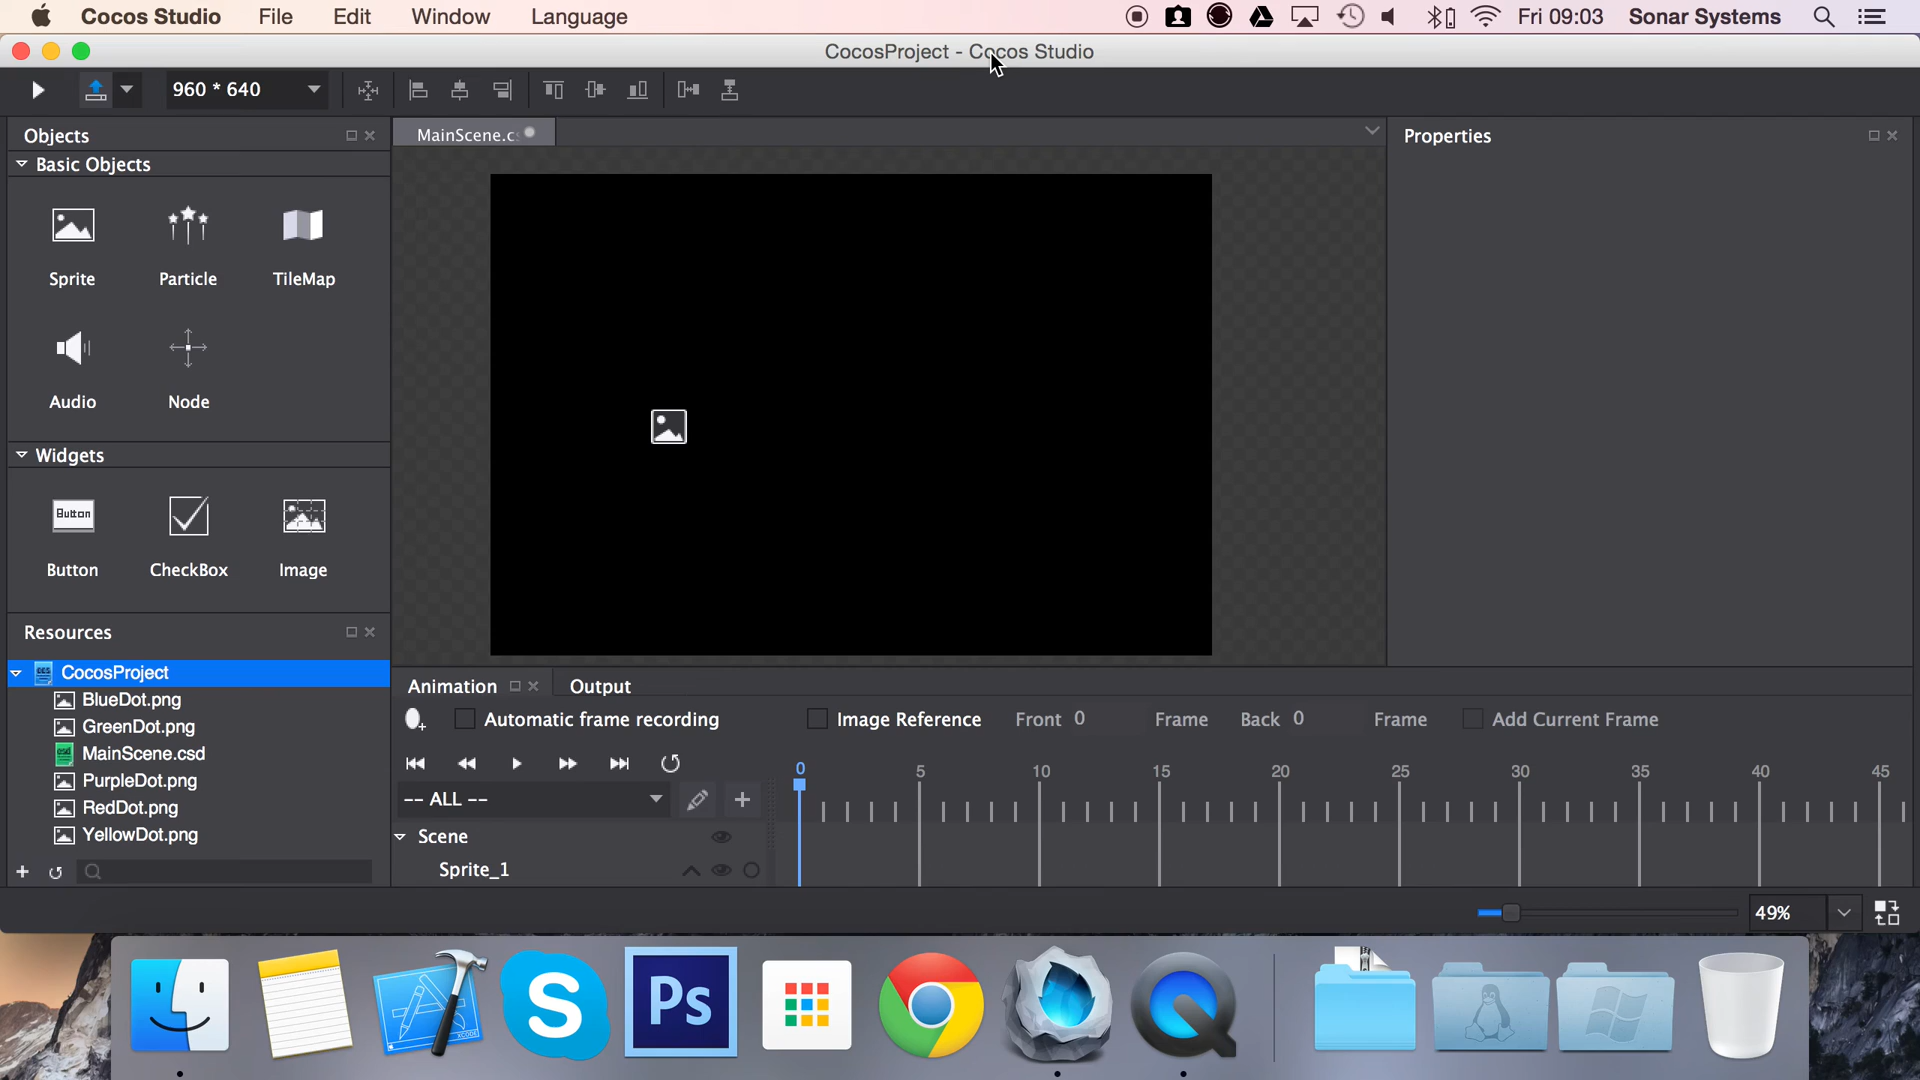 Cocos Studio File Edit Window Language Fri 09:03 Sonar Systems
CocosProject - Cocos Studio
960 * 640
Objects
MainScene.c
Properties
Basic Objects
Sprite Particle TileMap
Audio Node
Widgets
Button
Button CheckBox Image
Resources
CocosProject
BlueDot.png
GreenDot.png
MainScene.csd
PurpleDot.png
RedDot.png
YellowDot.png
Animation Output
Automatic frame recording Image Reference Front 0 Frame Back 0 Frame Add Current Frame
0 5 10 15 20 25 30 35 40 45
-- ALL --
Scene
Sprite_1
49%
S Ps